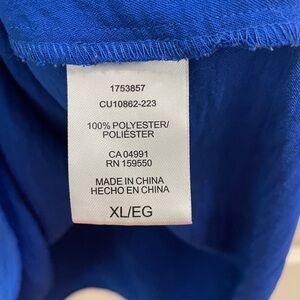 1753857
CU10862-223
100% POLYESTER/
POLIÉSTER
CA 04991
RN 159550
MADE IN CHINA
HECHO EN CHINA
XL/EG